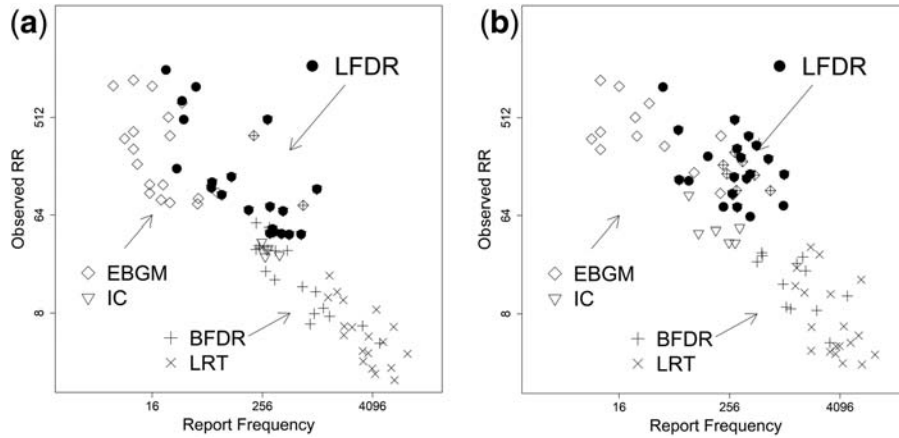 (a)
LFDR
512
64
8
Observed RR
EBGM
IC
BFDR
LRT
16 256 4096
Report Frequency
(b)
LFDR
512
64
8
Observed RR
EBGM
IC
BFDR
LRT
16 256 4096
Report Frequency